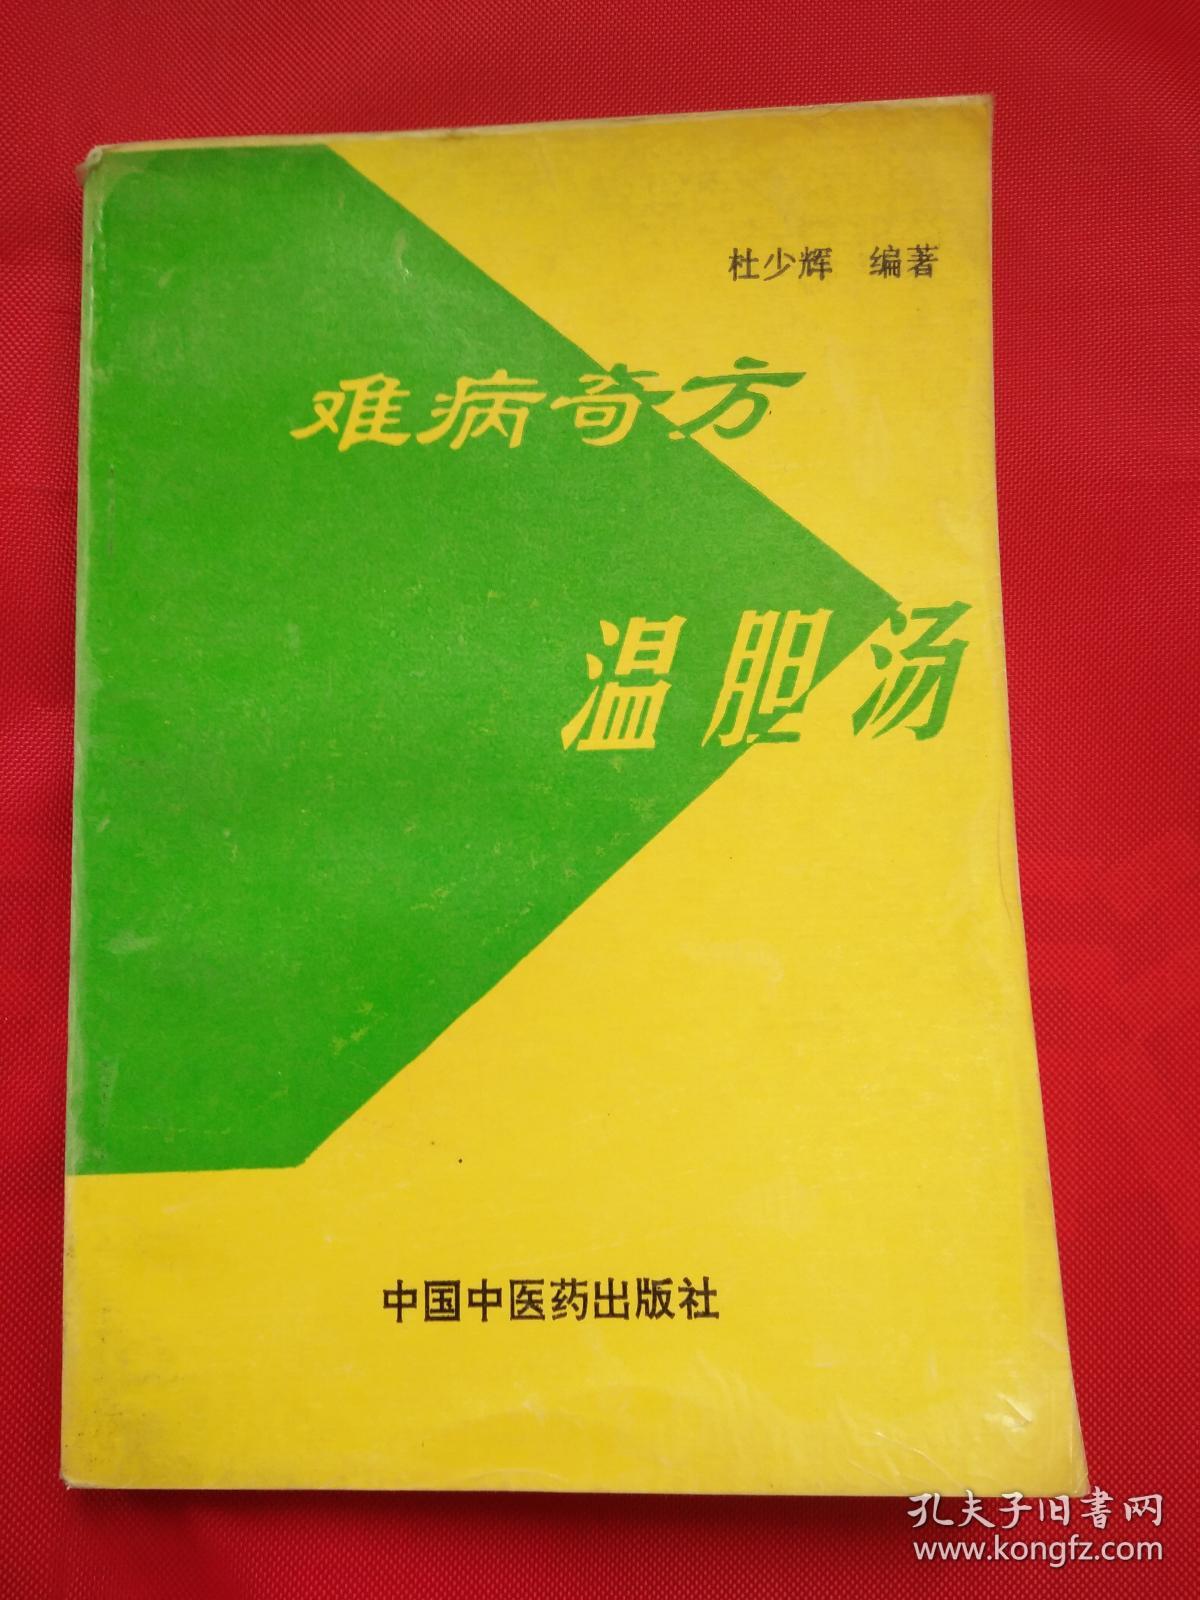 杜少辉 编著
难病奇方
温胆汤
中国中医药出版社
孔夫子旧书网
www.kongfz.com